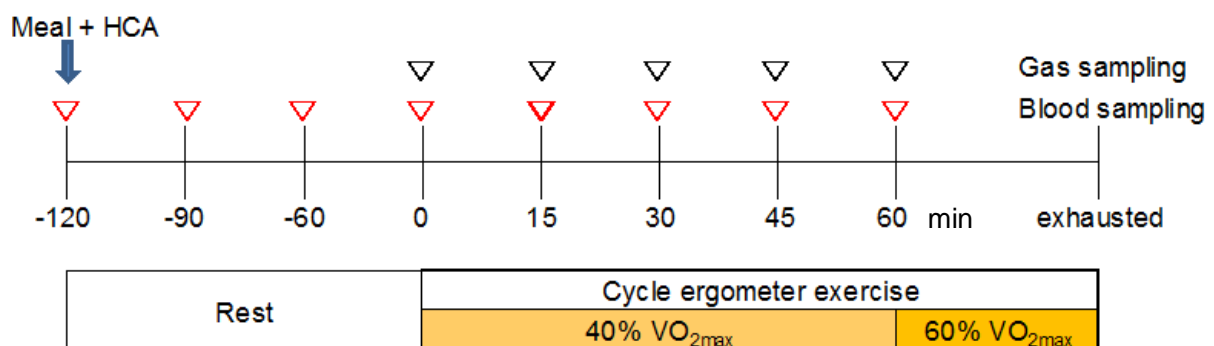 Meal + HCA
Gas sampling
Blood sampling
-120 -90 -60 0 15 30 45 60 min exhausted
Rest
Cycle ergometer exercise
40% VO2max 60% VO2max